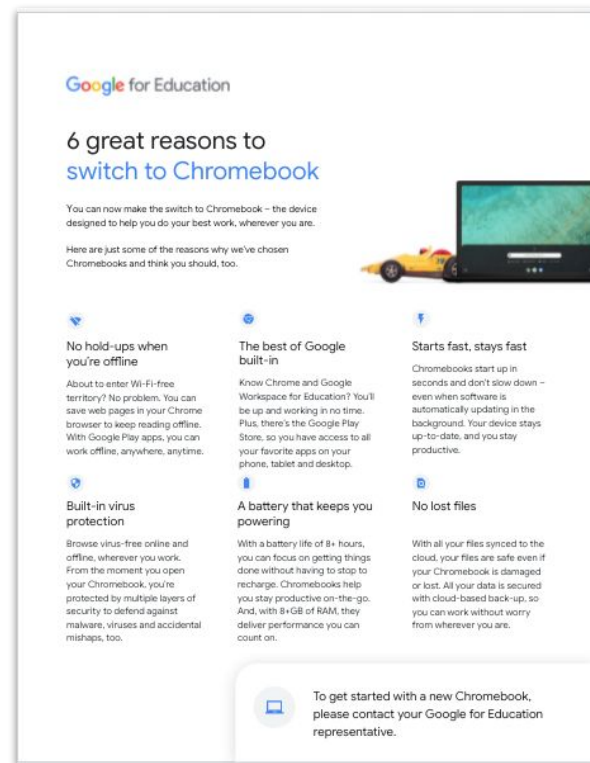 Google for Education
6 great reasons to
switch to Chromebook
You can now make the switch to Chromebook – the device
designed to help you do your best work, wherever you are.
Here are just some of the reasons why we've chosen
Chromebooks and think you should, too.
No hold-ups when
you're offline
About to enter Wi-Fi-free
territory? No problem. You can
save web pages in your Chrome
browser to keep reading offline.
With Google Play apps, you can
work offline, anywhere, anytime.
The best of Google
built-in
Know Chrome and Google
Workspace for Education? You'll
be up and working in no time.
Plus, there's the Google Play
Store, so you have access to all
your favorite apps on your
phone, tablet and desktop.
Starts fast, stays fast
Chromebooks start up in
seconds and don't slow down –
even when software is
automatically updating in the
background. Your device stays
up-to-date, and you stay
productive.
Built-in virus
protection
Browse virus-free online and
offline, wherever you work.
From the moment you open
your Chromebook, you're
protected by multiple layers of
security to defend against
malware, viruses and accidental
mishaps, too.
A battery that keeps you
powering
With a battery life of 8+ hours,
you can focus on getting things
done without having to stop to
recharge. Chromebooks help
you stay productive on-the-go.
And, with 8+GB of RAM, they
deliver performance you can
count on.
No lost files
With all your files synced to the
cloud, your files are safe even if
your Chromebook is damaged
or lost. All your data is secured
with cloud-based back-up, so
you can work without worry
from wherever you are.
To get started with a new Chromebook,
please contact your Google for Education
representative.